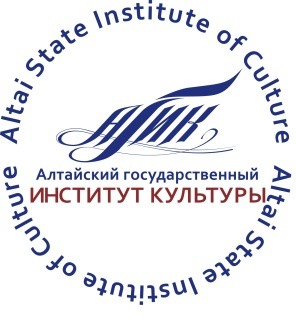 Altai State Institute of Culture
АГИК
Алтайский государственный
ИНСТИТУТ КУЛЬТУРЫ
Altai State Institute of Culture